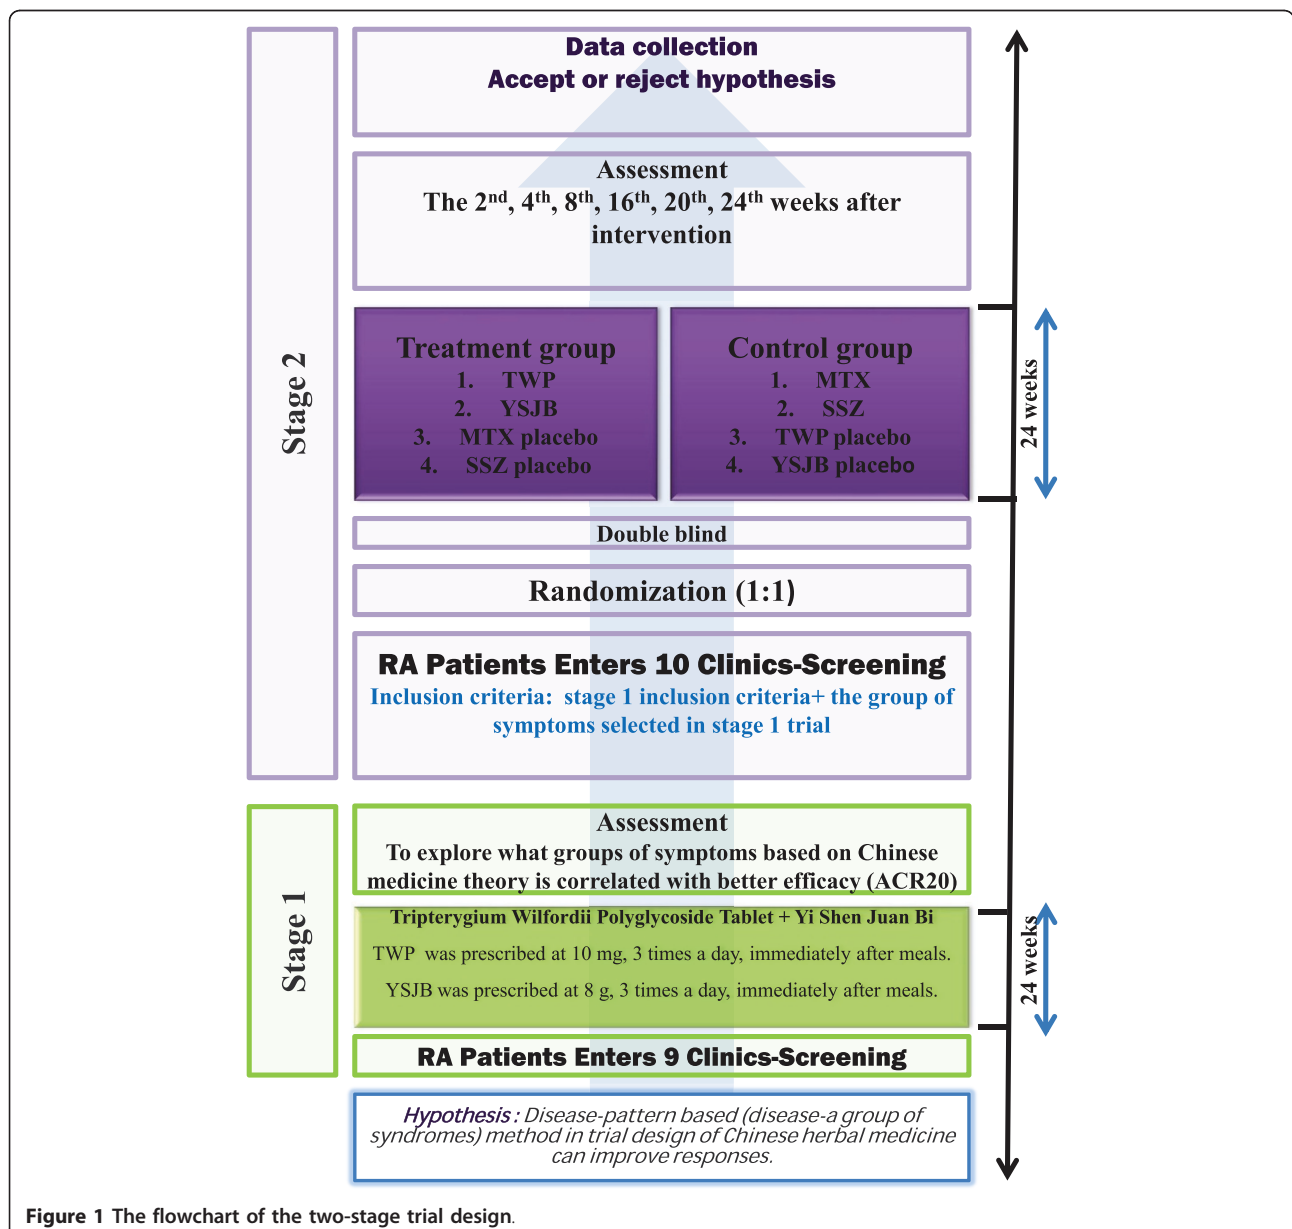 Data collection
Accept or reject hypothesis
Assessment
The 2nd, 4th, 8th, 16th, 20th, 24th weeks after
intervention
Stage 2
Treatment group
1. TWP
2. YSJB
3. MTX placebo
4. SSZ placebo
Control group
1. MTX
2. SSZ
3. TWP placebo
4. YSJB placebo
24 weeks
Double blind
Randomization (1:1)
RA Patients Enters 10 Clinics-Screening
Inclusion criteria: stage 1 inclusion criteria+ the group of
symptoms selected in stage 1 trial
Stage 1
Assessment
To explore what groups of symptoms based on Chinese
medicine theory is correlated with better efficacy (ACR20)
Tripterygium Wilfordii Polyglycoside Tablet + Yi Shen Juan Bi
TWP was prescribed at 10 mg, 3 times a day, immediately after meals.
YSJB was prescribed at 8 g, 3 times a day, immediately after meals.
24 weeks
RA Patients Enters 9 Clinics-Screening
Hypothesis : Disease-pattern based (disease-a group of
syndromes) method in trial design of Chinese herbal medicine
can improve responses.
Figure 1 The flowchart of the two-stage trial design.